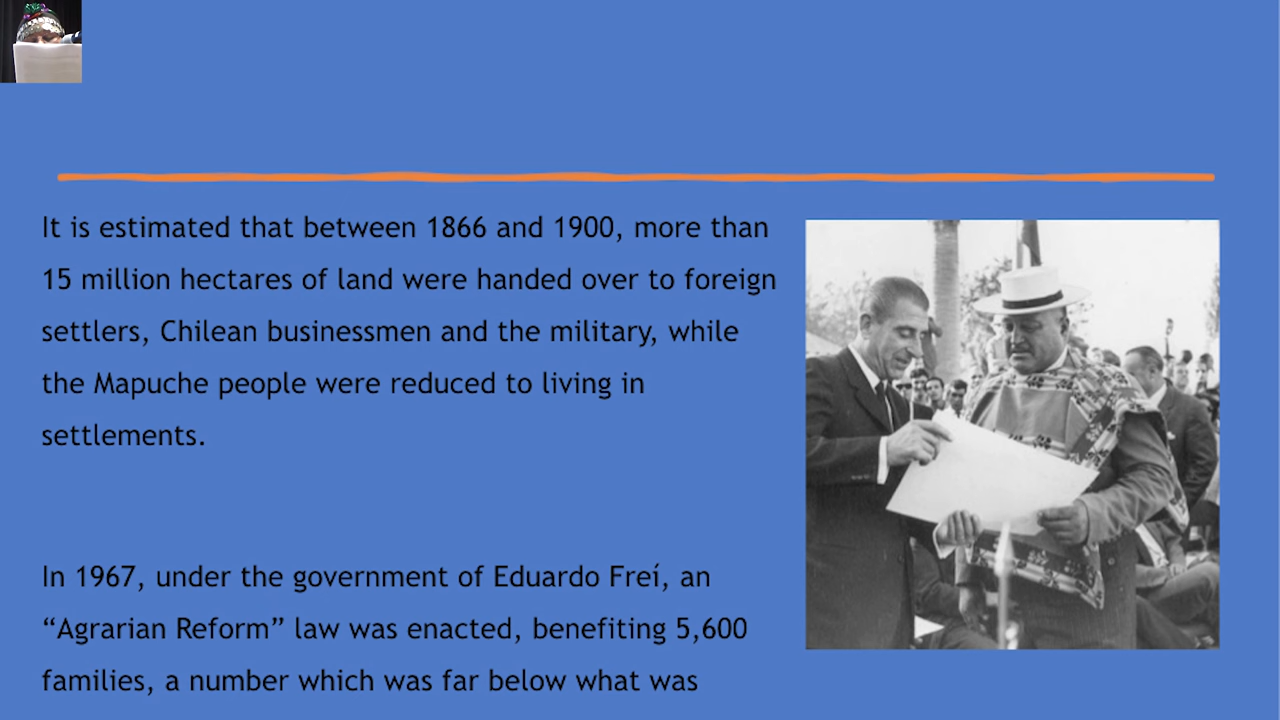 It is estimated that between 1866 and 1900, more than
15 million hectares of land were handed over to foreign
settlers, Chilean businessmen and the military, while
the Mapuche people were reduced to living in
settlements.
In 1967, under the government of Eduardo Freí, an
“Agrarian Reform” law was enacted, benefiting 5,600
families, a number which was far below what was